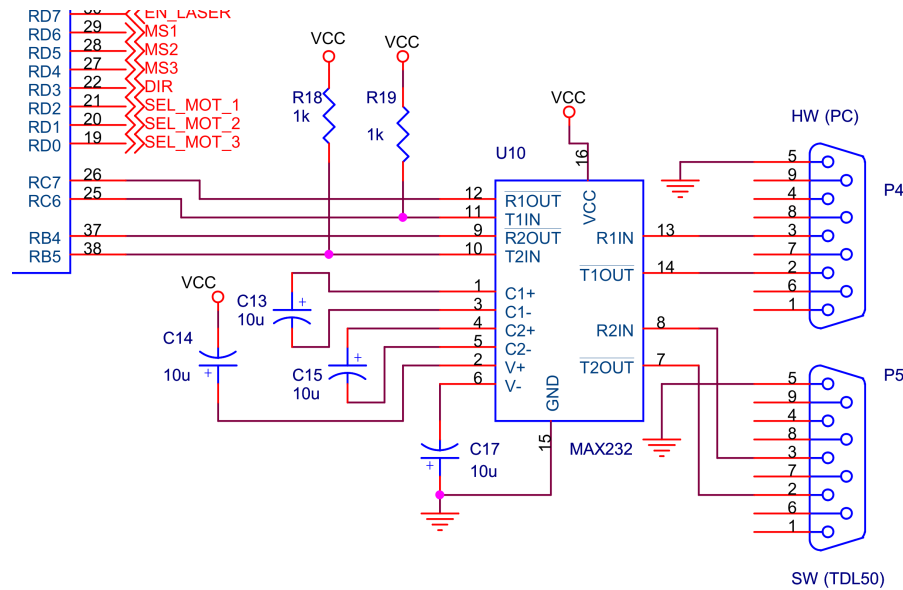 RD7 30 EN_LASER
RD6 29 MS1
RD5 28 MS2
RD4 27 MS3
RD3 22 DIR
RD2 21 SEL_MOT_1
RD1 20 SEL_MOT_2
RD0 19 SEL_MOT_3
RC7 26
RC6 25
RB4 37
RB5 38
VCC
R18
1k
VCC
R19
1k
VCC
C14
10u
+
C13
10u
+
C15
10u
+
C17
10u
+
VCC
U10
16 VCC
12 R1OUT
11 T1IN
9 R2OUT
10 T2IN
1 C1+
3 C1-
4 C2+
5 C2-
2 V+
6 V-
R1IN 13
T1OUT 14
R2IN 8
T2OUT 7
GND 15
MAX232
HW (PC)
P4
5
9
4
8
3
7
2
6
1
P5
5
9
4
8
3
7
2
6
1
SW (TDL50)